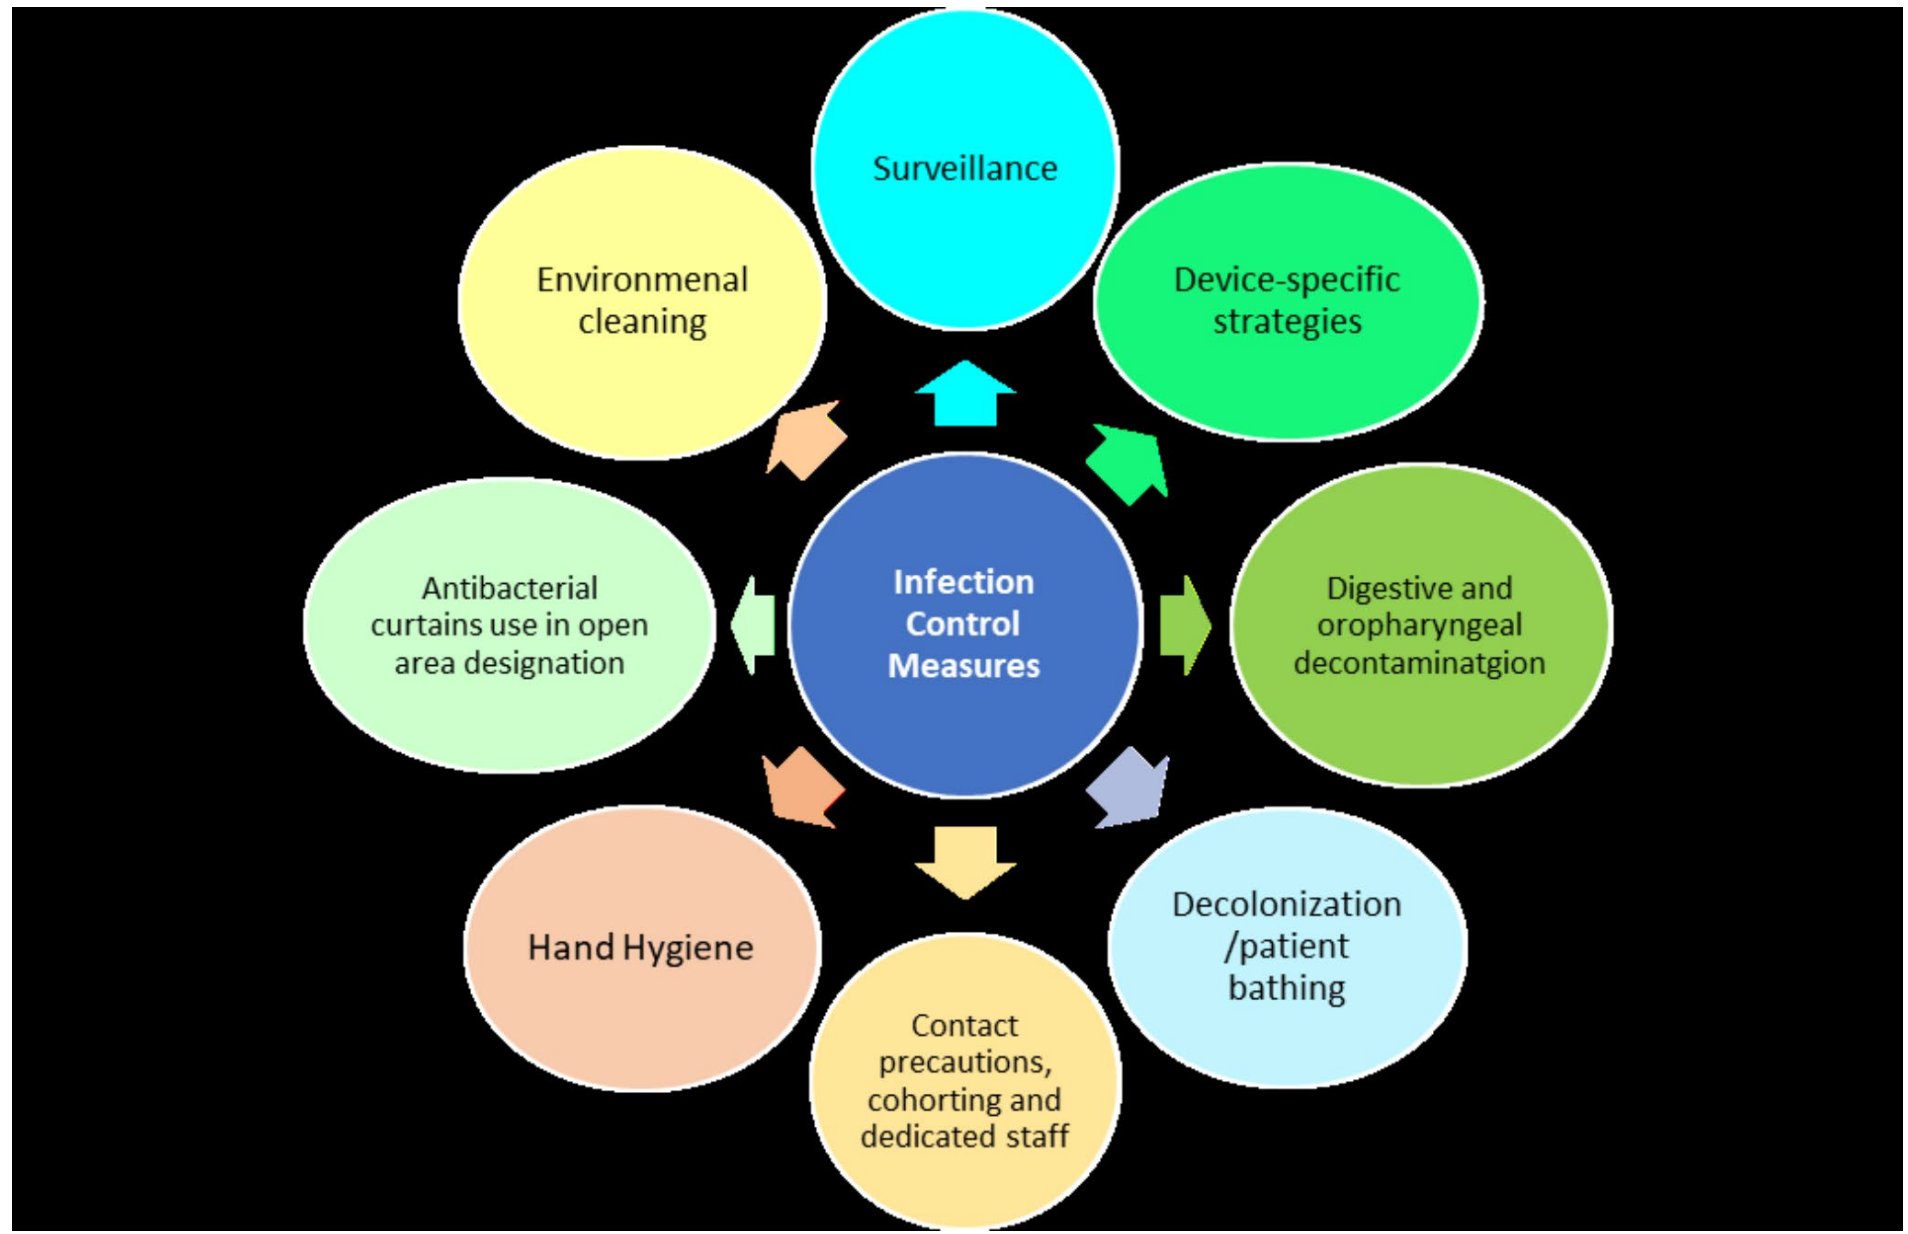 Surveillance
Device-specific
strategies
Environmenal
cleaning
Infection
Control
Measures
Antibacterial
curtains use in open
area designation
Digestive and
oropharyngeal
decontaminatgion
Hand Hygiene
Decolonization
/patient
bathing
Contact
precautions,
cohorting and
dedicated staff